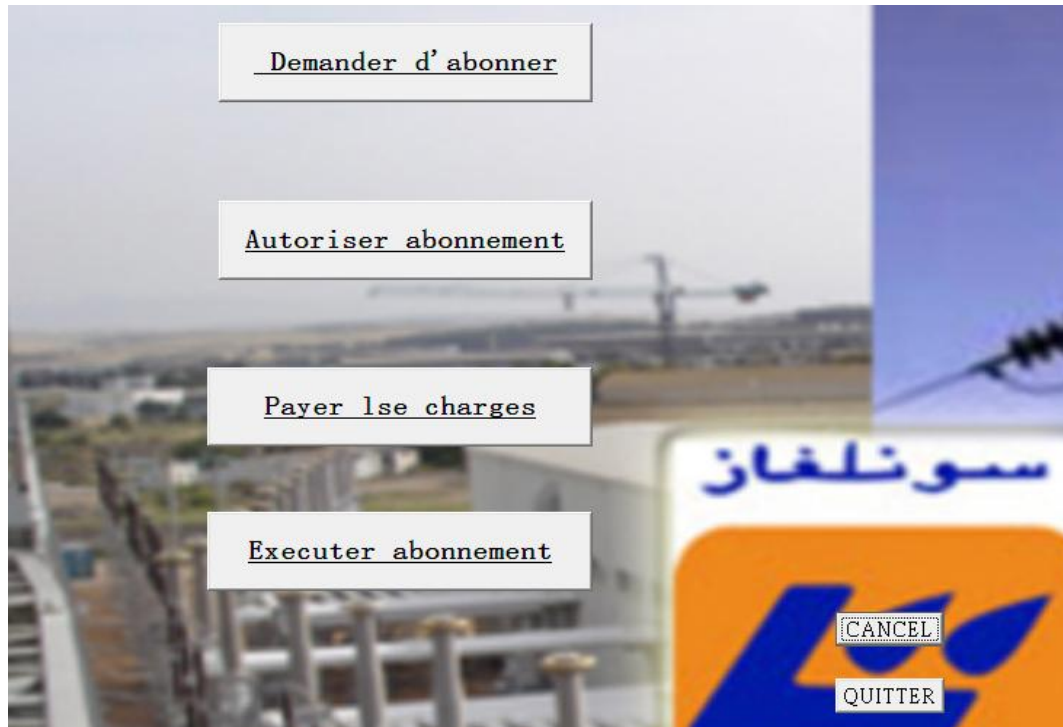 Demander d'abonner
Autoriser abonnement
Payer lse charges
سونلغاز
Executer abonnement
CANCEL
QUITTER